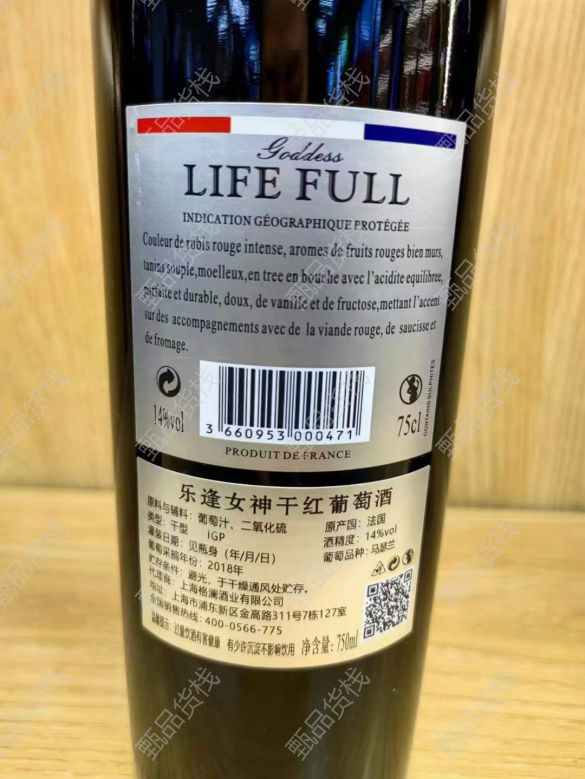 Goddess
LIFE FULL
INDICATION GÉOGRAPHIQUE PROTÉGÉE
Couleur de rubis rouge intense, aromes de fruits rouges bien murs,
tanins souple,moelleux,en tree en bouche avec l'acidite equilibree,
parfaite et durable, doux, de vanille et de fructose,mettant l'accent
sur des accompagnements avec de la viande rouge, de saucisse et
de fromage.
14%vol
3 660953 000471
75cl
CONTAINS SULPHITES
PRODUIT DE FRANCE
乐逢女神干红葡萄酒
原料与辅料: 葡萄汁、二氧化硫
原产国: 法国
类型: 干型 IGP
酒精度: 14%vol
灌装日期: 见瓶身 (年/月/日)
葡萄品种: 马瑟兰
葡萄采摘年份: 2018年
贮存条件: 避光, 于干燥通风处贮存.
代理商: 上海格澜酒业有限公司
地址: 上海市浦东新区金高路311号7栋127室
全国销售热线: 400-0566-775
温馨提示: 过量饮酒有害健康 有少许沉淀不影响饮用 净含量: 750ml
甄品货栈